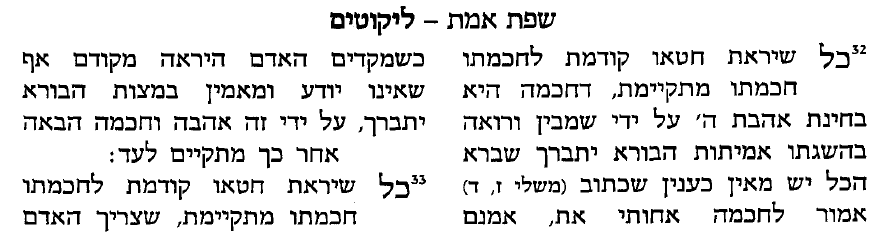 שפת אמת – ליקוטים
32כל שיראת חטאו קודמת לחכמתו
חכמתו מתקיימת, דחכמה היא
בחינת אהבת ה׳ על ידי שמבין ורואה
בהשגתו אמיתות הבורא יתברך שברא
הכל יש מאין כענין שכתוב (משלי ז, ד)
אמור לחכמה אחותי את, אמנם
כשמקדים האדם היראה מקודם אף
שאינו יודע ומאמין במצות הבורא
יתברך, על ידי זה אהבה וחכמה הבאה
אחר כך מתקיים לעד:
33כל שיראת חטאו קודמת לחכמתו
חכמתו מתקיימת, שצריך האדם